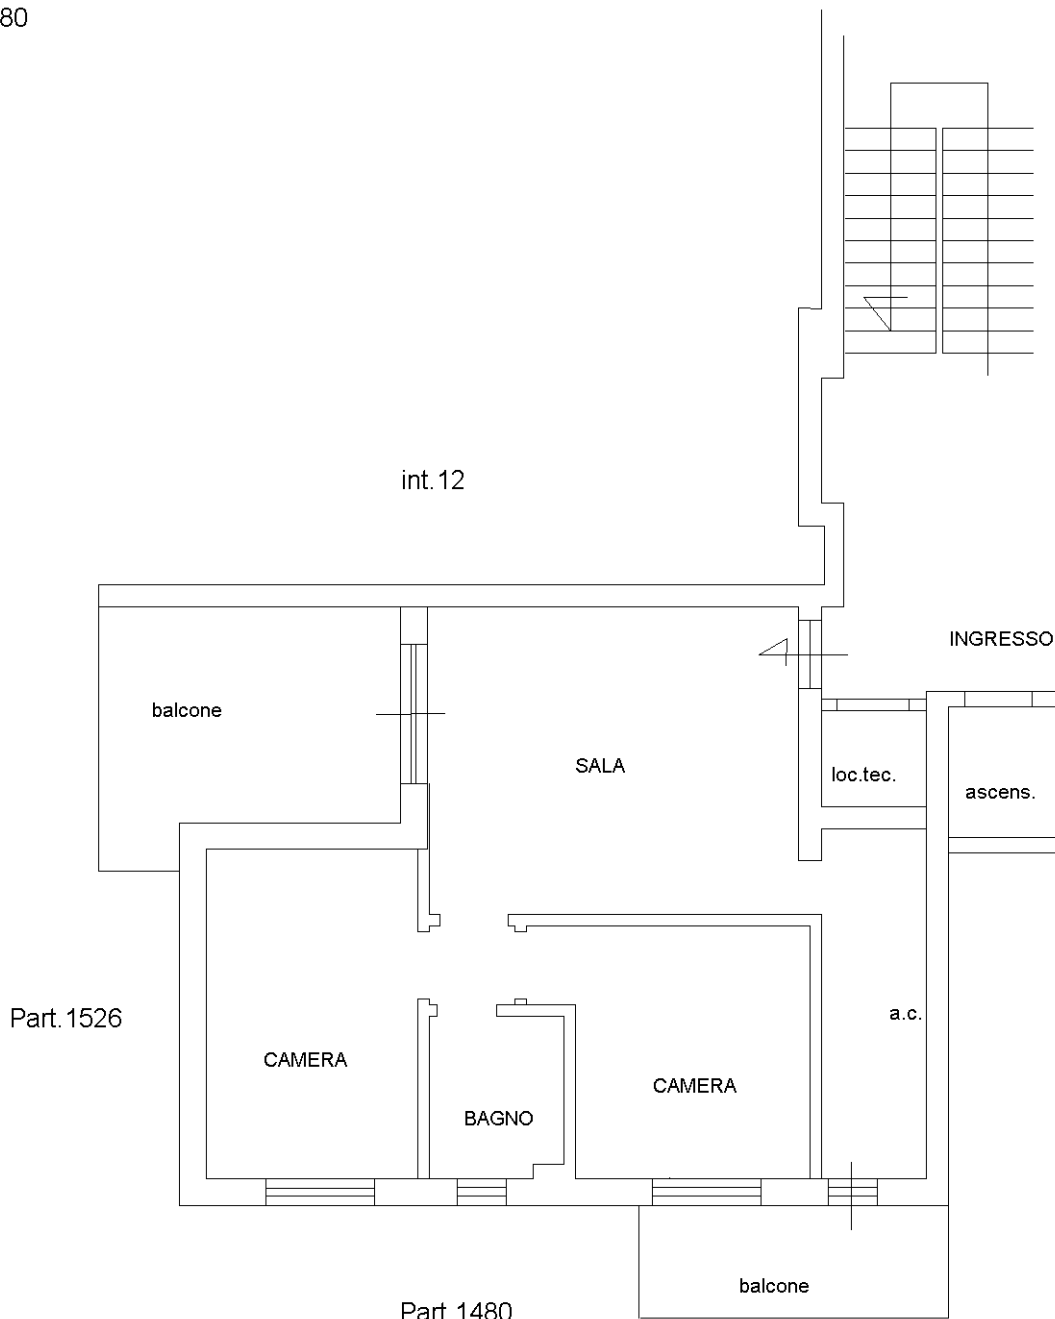 80
int.12
INGRESSO
balcone
SALA
loc.tec.
ascens.
Part.1526
a.c.
CAMERA
CAMERA
BAGNO
balcone
Part.1480